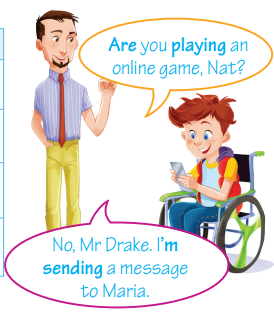 Are you playing an
online game, Nat?
No, Mr Drake. I'm
sending a message
to Maria.